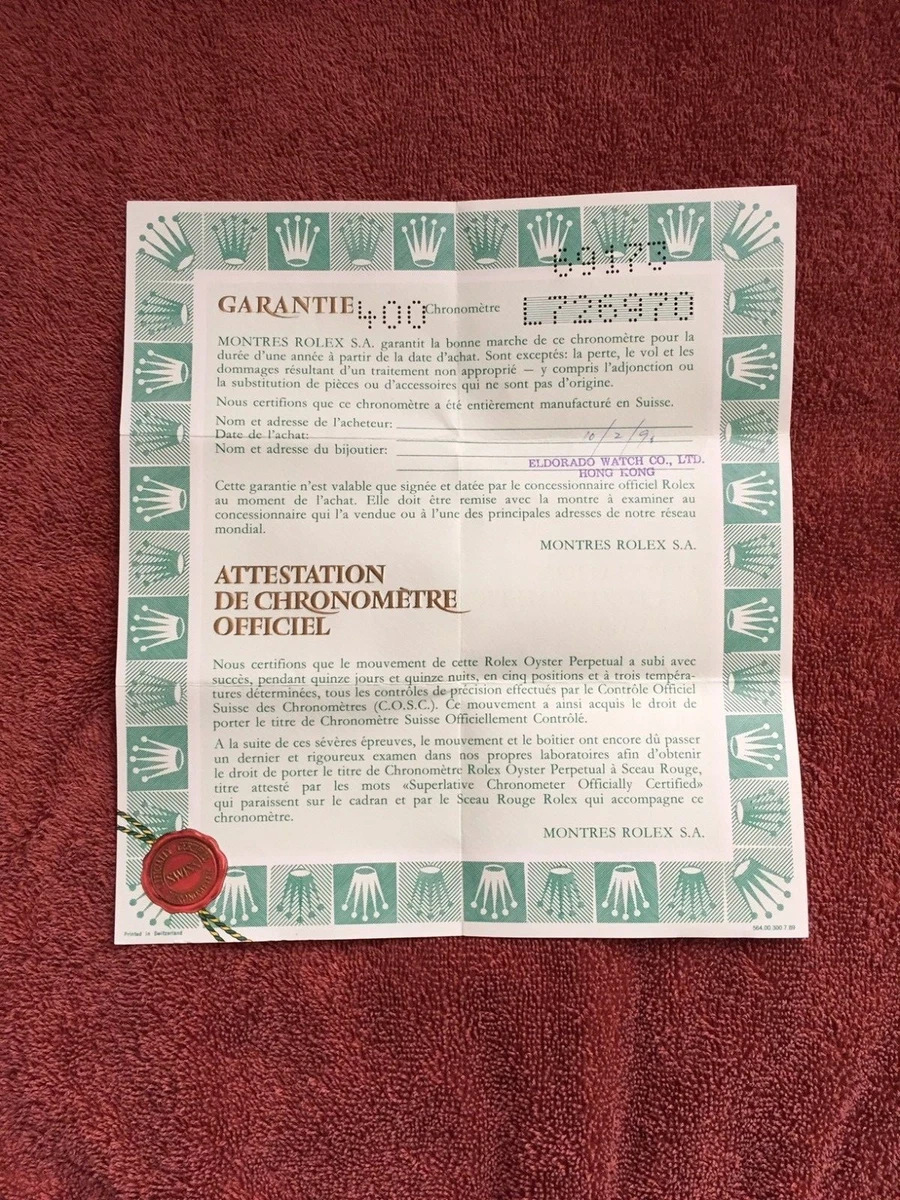 69173
GARANTIE 400 Chronomètre L726970
MONTRES ROLEX S.A. garantit la bonne marche de ce chronomètre pour la
durée d'une année à partir de la date d'achat. Sont exceptés: la perte, le vol et les
dommages résultant d'un traitement non approprié — y compris l'adjonction ou
la substitution de pièces ou d'accessoires qui ne sont pas d'origine.
Nous certifions que ce chronomètre a été entièrement manufacturé en Suisse.
Nom et adresse de l'acheteur:
Date de l'achat: 10/2/9
Nom et adresse du bijoutier:
ELDORADO WATCH CO., LTD.
HONG KONG
Cette garantie n'est valable que signée et datée par le concessionnaire officiel Rolex
au moment de l'achat. Elle doit être remise avec la montre à examiner au
concessionnaire qui l'a vendue ou à l'une des principales adresses de notre réseau
mondial.
MONTRES ROLEX S.A.
ATTESTATION
DE CHRONOMÈTRE
OFFICIEL
Nous certifions que le mouvement de cette Rolex Oyster Perpetual a subi avec
succès, pendant quinze jours et quinze nuits, en cinq positions et à trois tempéra-
tures déterminées, tous les contrôles de précision effectués par le Contrôle Officiel
Suisse des Chronomètres (C.O.S.C.). Ce mouvement a ainsi acquis le droit de
porter le titre de Chronomètre Suisse Officiellement Contrôlé.
A la suite de ces sévères épreuves, le mouvement et le boîtier ont encore dû passer
un dernier et rigoureux examen dans nos propres laboratoires afin d'obtenir
le droit de porter le titre de Chronomètre Rolex Oyster Perpetual à Sceau Rouge,
titre attesté par les mots «Superlative Chronometer Officially Certified»
qui paraissent sur le cadran et par le Sceau Rouge Rolex qui accompagne ce
chronomètre.
MONTRES ROLEX S.A.
SWISS
Printed in Switzerland
564.00.300.7.89